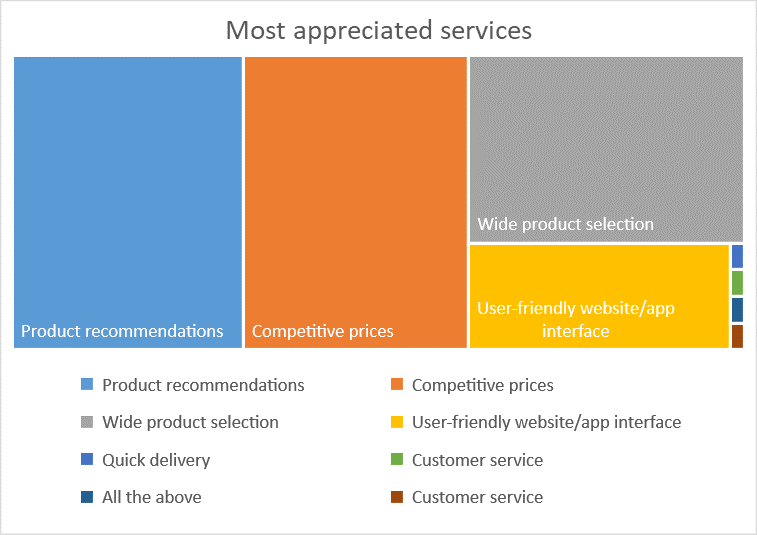 Most appreciated services
Wide product selection
Product recommendations
Competitive prices
User-friendly website/app
interface
Product recommendations
Competitive prices
Wide product selection
User-friendly website/app interface
Quick delivery
Customer service
All the above
Customer service